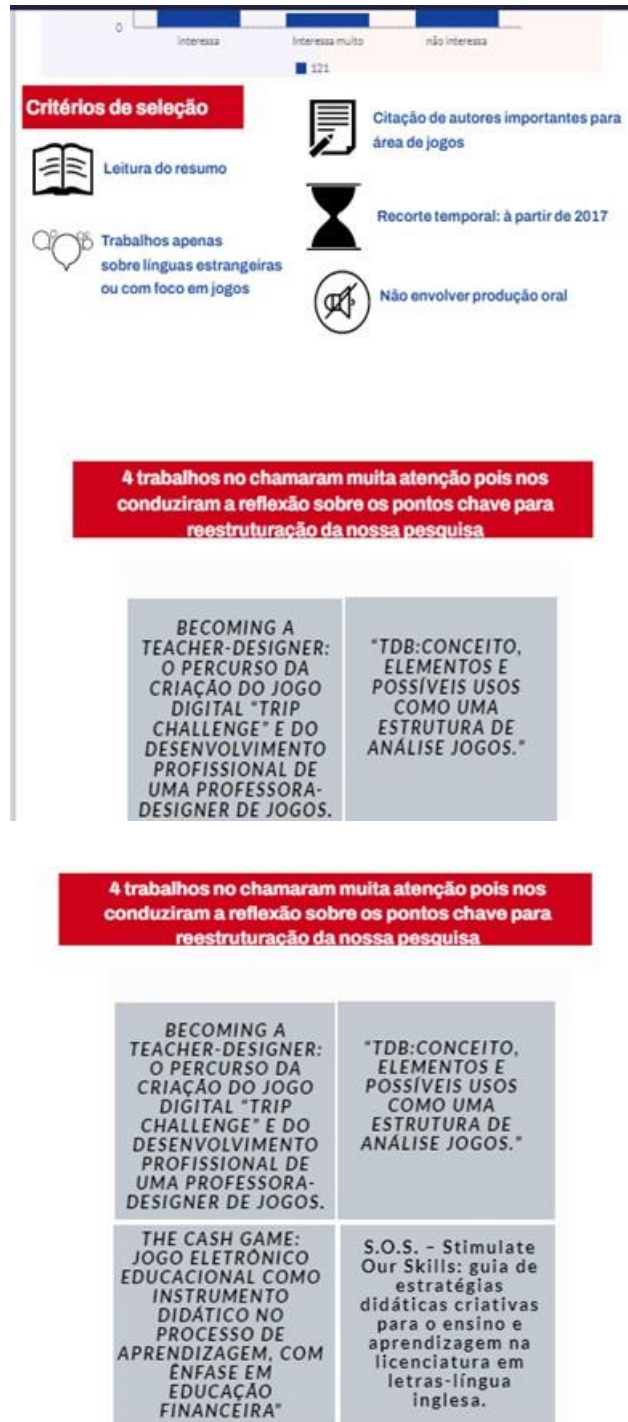 0
interessa
Interessa muito
não interessa
121
Critérios de seleção
Leitura do resumo
Trabalhos apenas
sobre línguas estrangeiras
ou com foco em jogos
Citação de autores importantes para
área de jogos
Recorte temporal: à partir de 2017
Não envolver produção oral
4 trabalhos no chamaram muita atenção pois nos
conduziram a reflexão sobre os pontos chave para
reestruturação da nossa pesquisa
BECOMING A
TEACHER-DESIGNER:
O PERCURSO DA
CRIAÇÃO DO JOGO
DIGITAL “TRIP
CHALLENGE” E DO
DESENVOLVIMENTO
PROFISSIONAL DE
UMA PROFESSORA-
DESIGNER DE JOGOS.
“TDB:CONCEITO,
ELEMENTOS E
POSSÍVEIS USOS
COMO UMA
ESTRUTURA DE
ANÁLISE JOGOS.”
4 trabalhos no chamaram muita atenção pois nos
conduziram a reflexão sobre os pontos chave para
reestruturação da nossa pesquisa
BECOMING A
TEACHER-DESIGNER:
O PERCURSO DA
CRIAÇÃO DO JOGO
DIGITAL “TRIP
CHALLENGE” E DO
DESENVOLVIMENTO
PROFISSIONAL DE
UMA PROFESSORA-
DESIGNER DE JOGOS.
“TDB:CONCEITO,
ELEMENTOS E
POSSÍVEIS USOS
COMO UMA
ESTRUTURA DE
ANÁLISE JOGOS.”
THE CASH GAME:
JOGO ELETRÔNICO
EDUCACIONAL COMO
INSTRUMENTO
DIDÁTICO NO
PROCESSO DE
APRENDIZAGEM, COM
ÊNFASE EM
EDUCAÇÃO
FINANCEIRA”
S.O.S. – Stimulate
Our Skills: guia de
estratégias
didáticas criativas
para o ensino e
aprendizagem na
licenciatura em
letras-língua
inglesa.